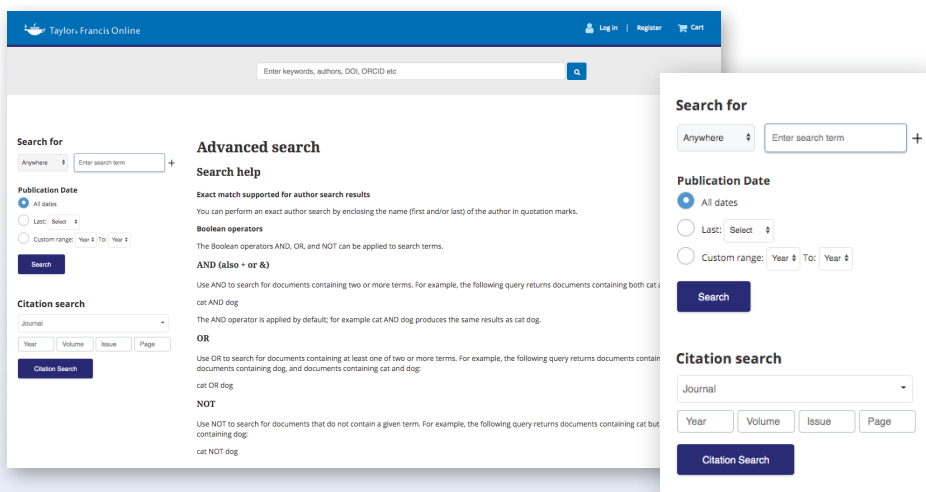 Taylor & Francis Online
Log in | Register Cart
Enter keywords, authors, DOI, ORCID etc
Search for
Anywhere Enter search term +
Publication Date
All dates
Last: Select
Custom range: Year To: Year
Search
Citation search
Journal
Year Volume Issue Page
Citation Search
Advanced search
Search help
Exact match supported for author search results
You can perform an exact author search by enclosing the name (first and/or last) of the author in quotation marks.
Boolean operators
The Boolean operators AND, OR, and NOT can be applied to search terms.
AND (also + or &)
Use AND to search for documents containing two or more terms. For example, the following query returns documents containing both cat
cat AND dog
The AND operator is applied by default; for example cat AND dog produces the same results as cat dog.
OR
Use OR to search for documents containing at least one of two or more terms. For example, the following query returns documents
documents containing dog, and documents containing cat and dog:
cat OR dog
NOT
Use NOT to search for documents that do not contain a given term. For example, the following query returns documents containing cat but
containing dog:
cat NOT dog
Search for
Anywhere Enter search term +
Publication Date
All dates
Last: Select
Custom range: Year To: Year
Search
Citation search
Journal
Year Volume Issue Page
Citation Search